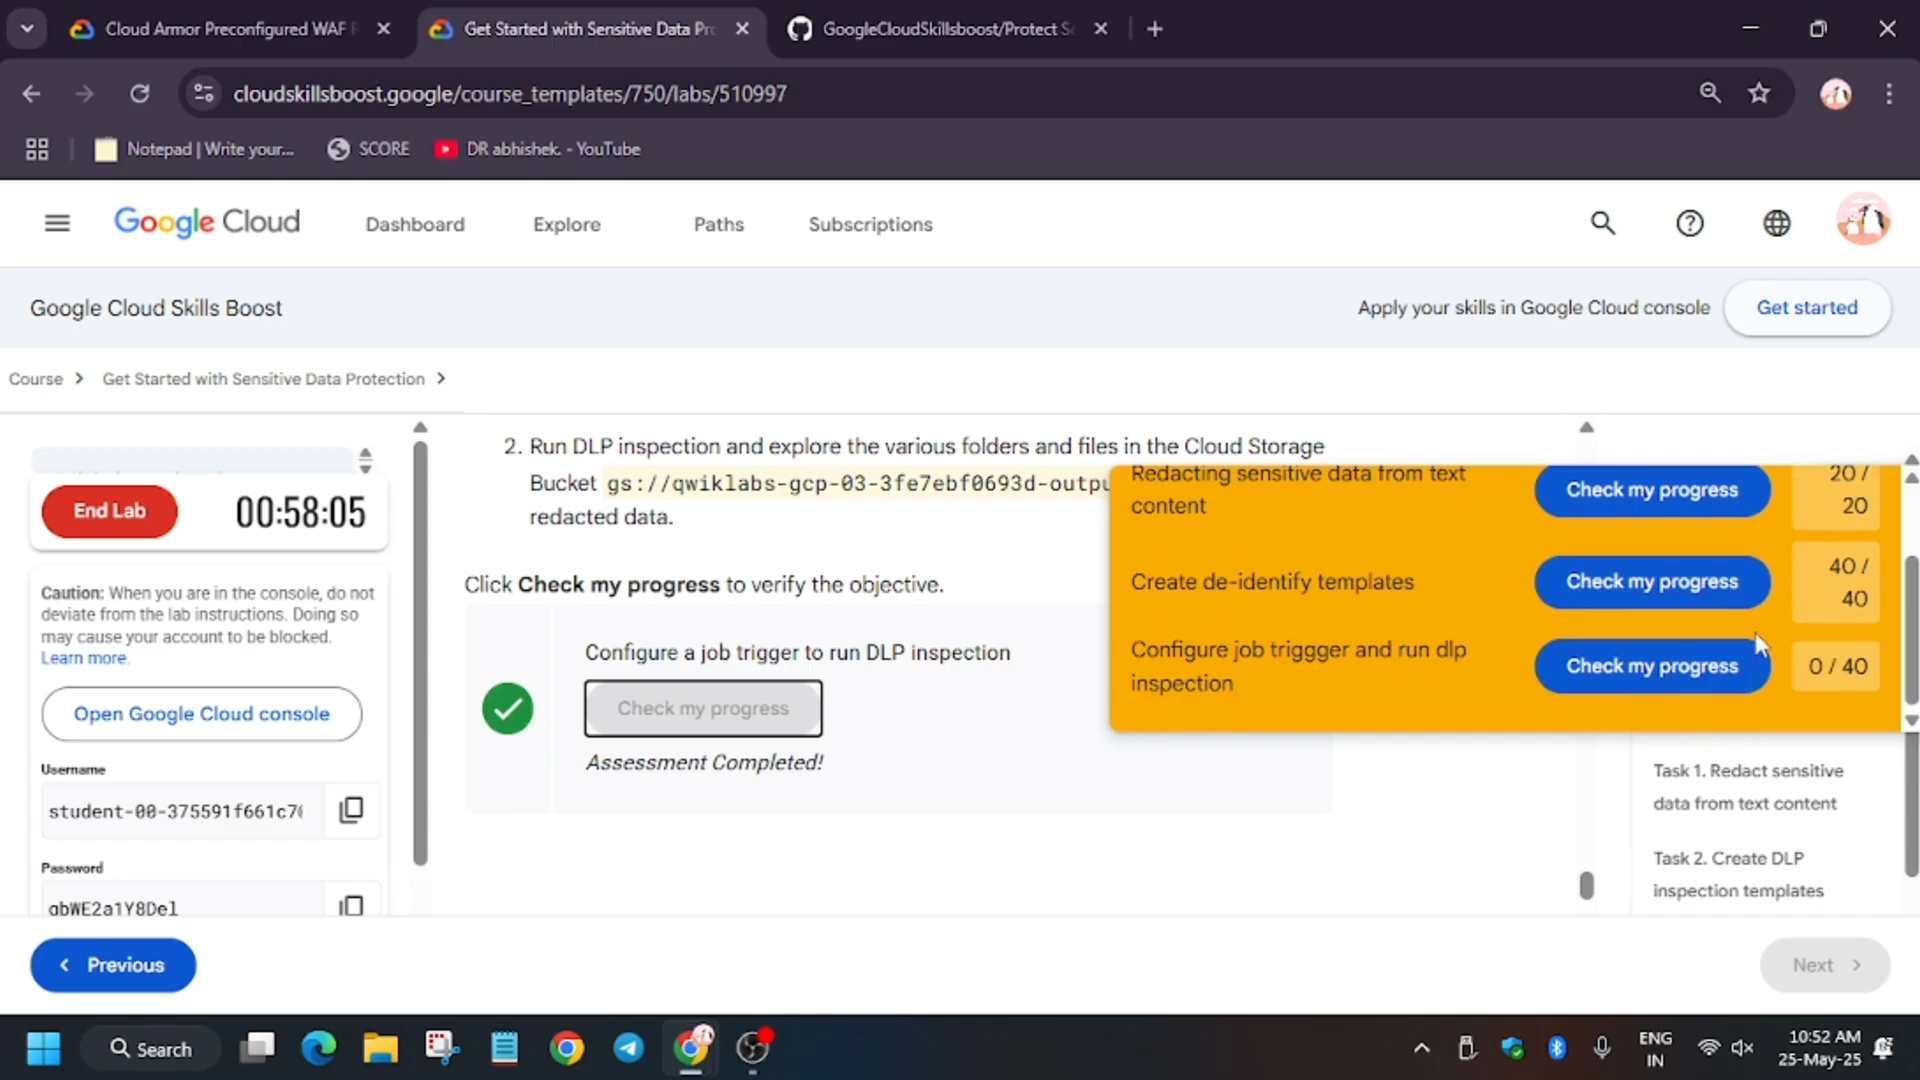 Cloud Armor Preconfigured WAF
Get Started with Sensitive Data Pro
GoogleCloudSkillsboost/Protect Se
cloudskillsboost.google/course_templates/750/labs/510997
Notepad | Write your...
SCORE
DR abhishek. - YouTube
Google Cloud
Dashboard
Explore
Paths
Subscriptions
Google Cloud Skills Boost
Apply your skills in Google Cloud console
Get started
Course
Get Started with Sensitive Data Protection
End Lab
00:58:05
Caution: When you are in the console, do not
deviate from the lab instructions. Doing so
may cause your account to be blocked.
Learn more.
Open Google Cloud console
Username
student-00-375591f661c70
Password
gbWE2a1Y8Del
2. Run DLP inspection and explore the various folders and files in the Cloud Storage
Bucket gs://qwiklabs-gcp-03-3fe7ebf0693d-outpu
redacted data.
Click Check my progress to verify the objective.
Configure a job trigger to run DLP inspection
Check my progress
Assessment Completed!
Redacting sensitive data from text
content
Check my progress
20 /
20
Create de-identify templates
Check my progress
40 /
40
Configure job triggger and run dlp
inspection
Check my progress
0 / 40
Task 1. Redact sensitive
data from text content
Task 2. Create DLP
inspection templates
Previous
Next
Search
ENG
IN
10:52 AM
25-May-25